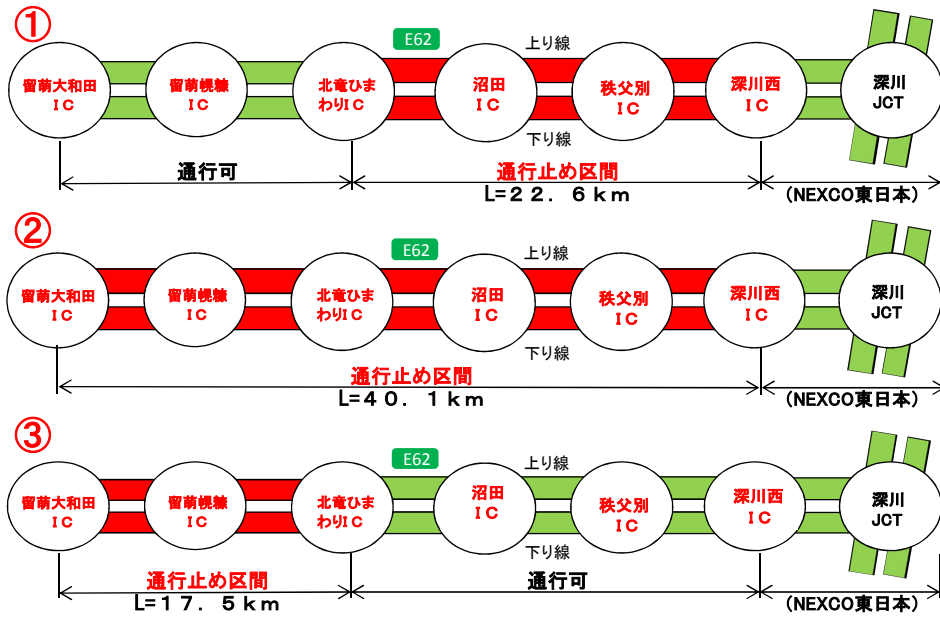 ①
E62
上り線
留萌大和田
IC
留萌幌糠
IC
北竜ひま
わりIC
沼田
IC
秩父別
IC
深川西
IC
深川
JCT
下り線
通行可
通行止め区間
L=22.6km
(NEXCO東日本)
②
E62
上り線
留萌大和田
IC
留萌幌糠
IC
北竜ひま
わりIC
沼田
IC
秩父別
IC
深川西
IC
深川
JCT
下り線
通行止め区間
L=40.1km
(NEXCO東日本)
③
E62
上り線
留萌大和田
IC
留萌幌糠
IC
北竜ひま
わりIC
沼田
IC
秩父別
IC
深川西
IC
深川
JCT
下り線
通行止め区間
L=17.5km
通行可
(NEXCO東日本)